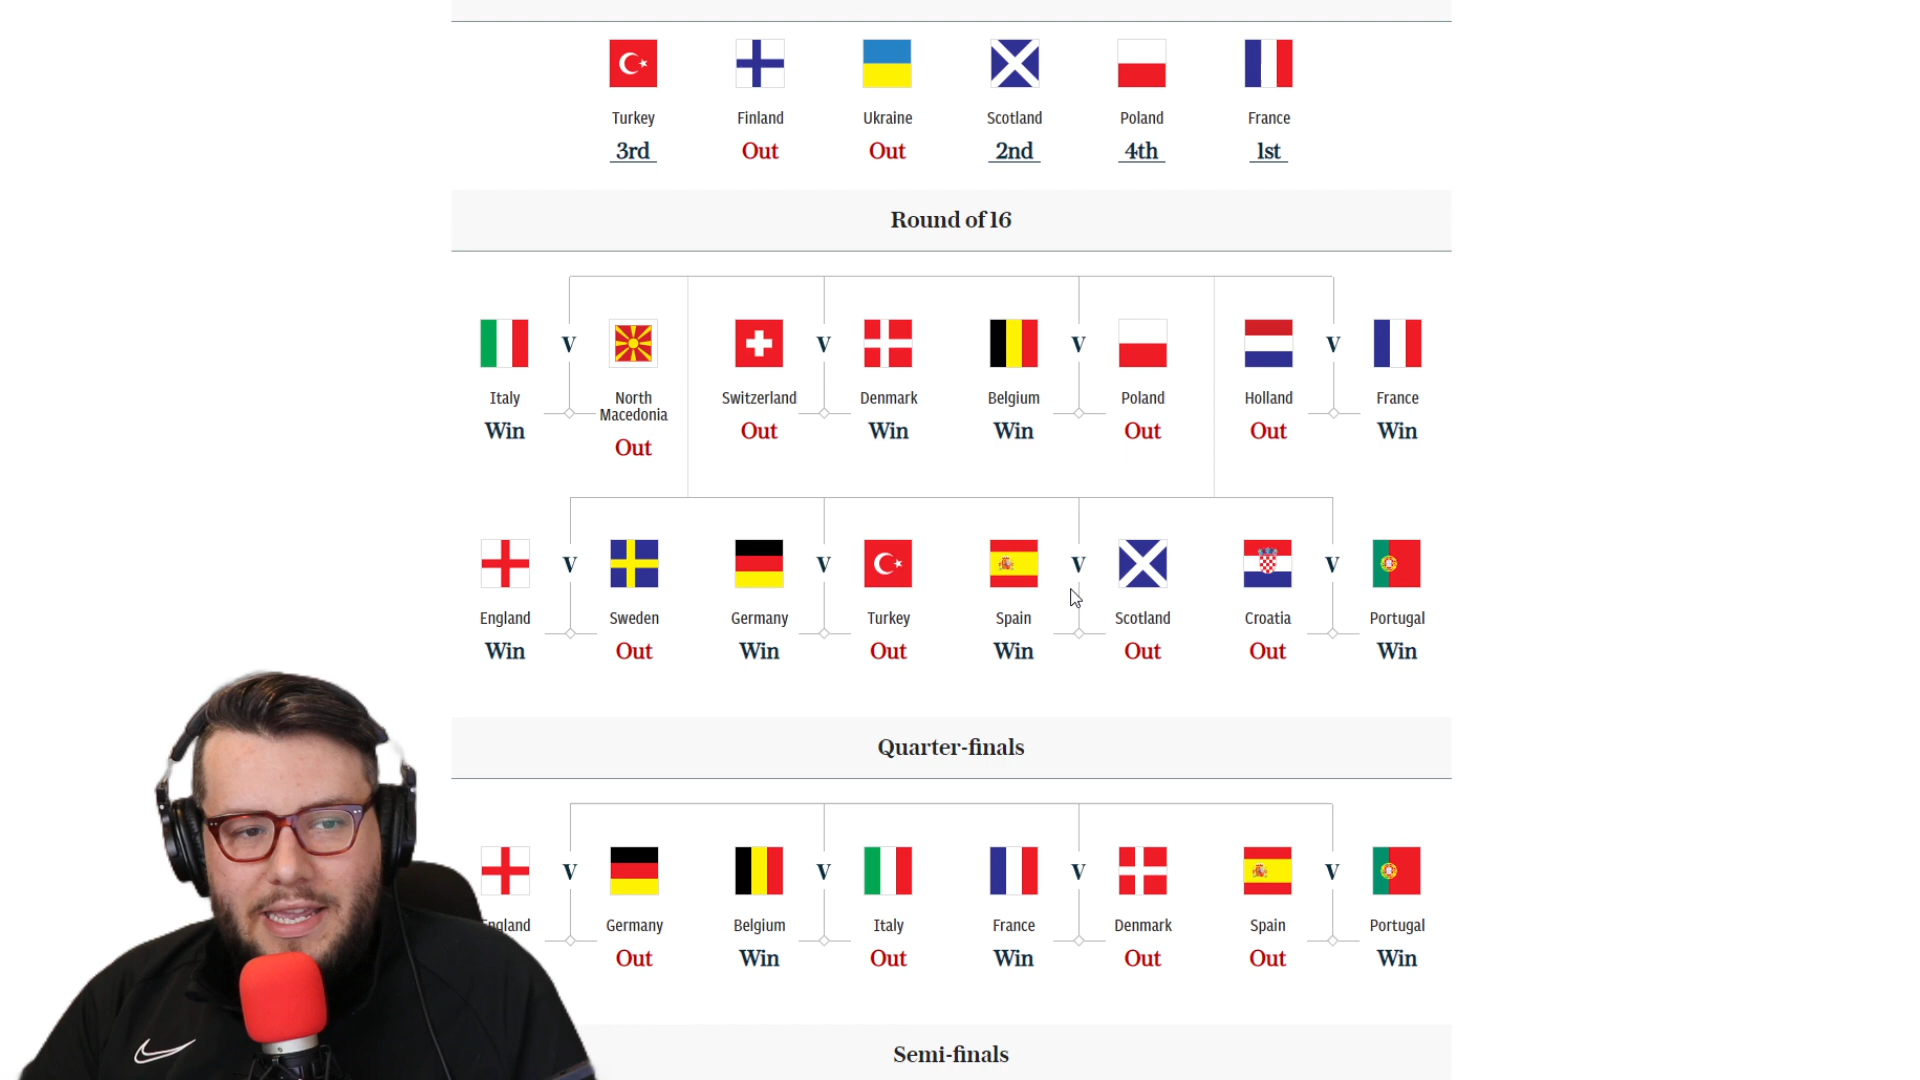 Turkey Finland Ukraine Scotland Poland France
3rd Out Out 2nd 4th 1st
Round of 16
V V V V
Italy North Macedonia Switzerland Denmark Belgium Poland Holland France
Win Out Out Win Win Out Out Win
V V V V
England Sweden Germany Turkey Spain Scotland Croatia Portugal
Win Out Win Out Win Out Out Win
Quarter-finals
V V V V
England Germany Belgium Italy France Denmark Spain Portugal
Out Win Out Win Out Out Win
Semi-finals